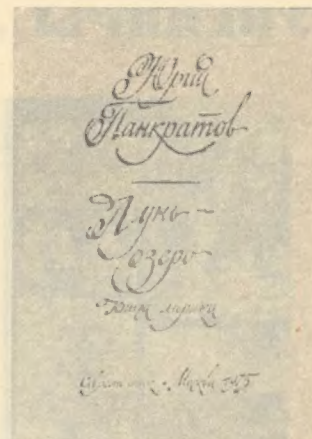 Юрий
Панкратов
Лунь-
озеро
Книга лирики
Москва 1975